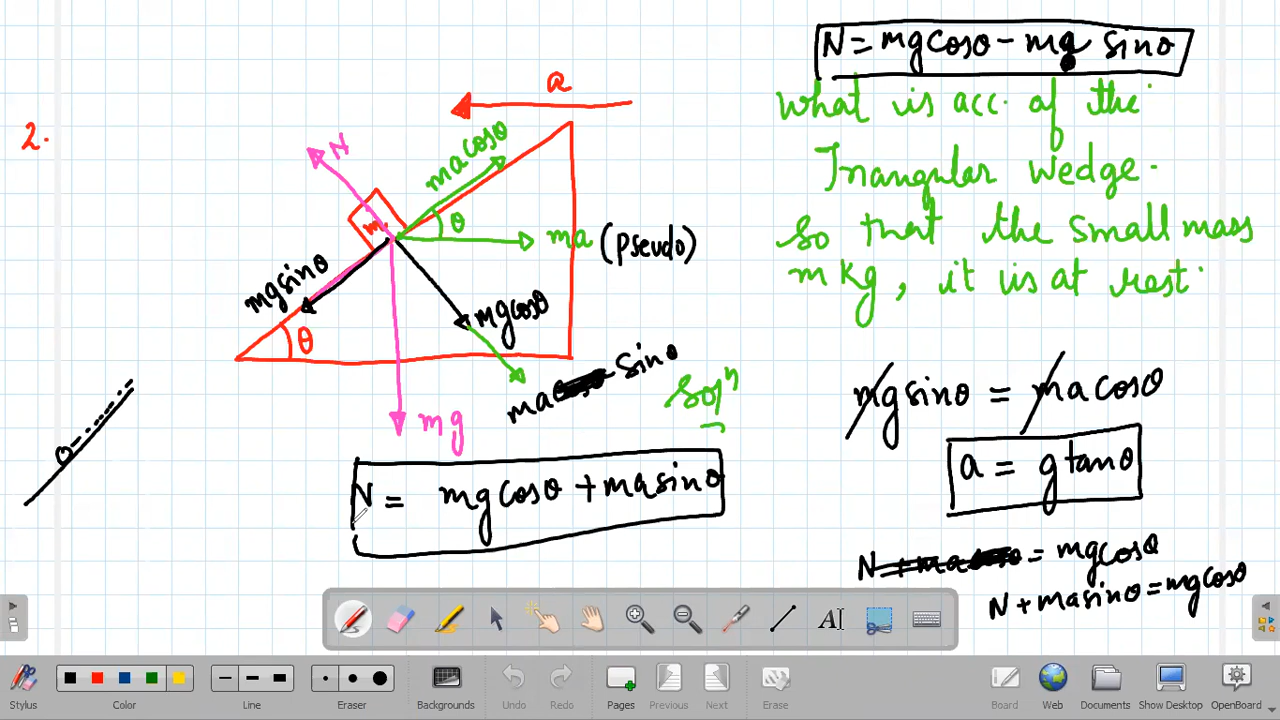 N = mgcosθ - mg sinθ
what is acc. of the
Triangular wedge.
so that the small mass
m Kg, it is at rest
2.
a
N
macosθ
θ
m
ma (pseudo)
mgsinθ
mgcosθ
θ
ma sinθ
mg
Solⁿ
N = mgcosθ + masinθ
mgsinθ = macosθ
a = gtanθ
N + ma = mgcosθ
N + masinθ = mgcosθ
Stylus
Color
Line
Eraser
Backgrounds
Undo
Redo
Pages
Previous
Next
Erase
Board
Web
Documents
Show Desktop
OpenBoard